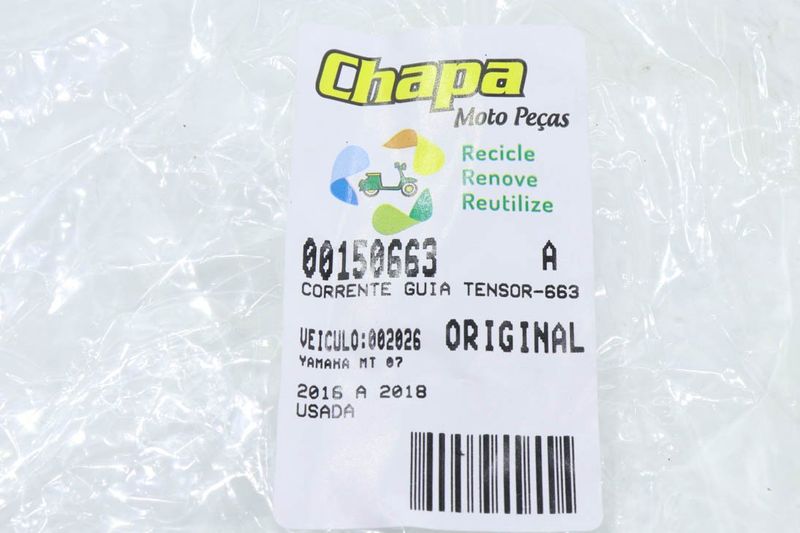 Chapa
Moto Peças
Recicle
Renove
Reutilize
00150663 A
CORRENTE GUIA TENSOR-663
VEICULO:002026 ORIGINAL
YAMAHA MT 07
2016 A 2018
USADA